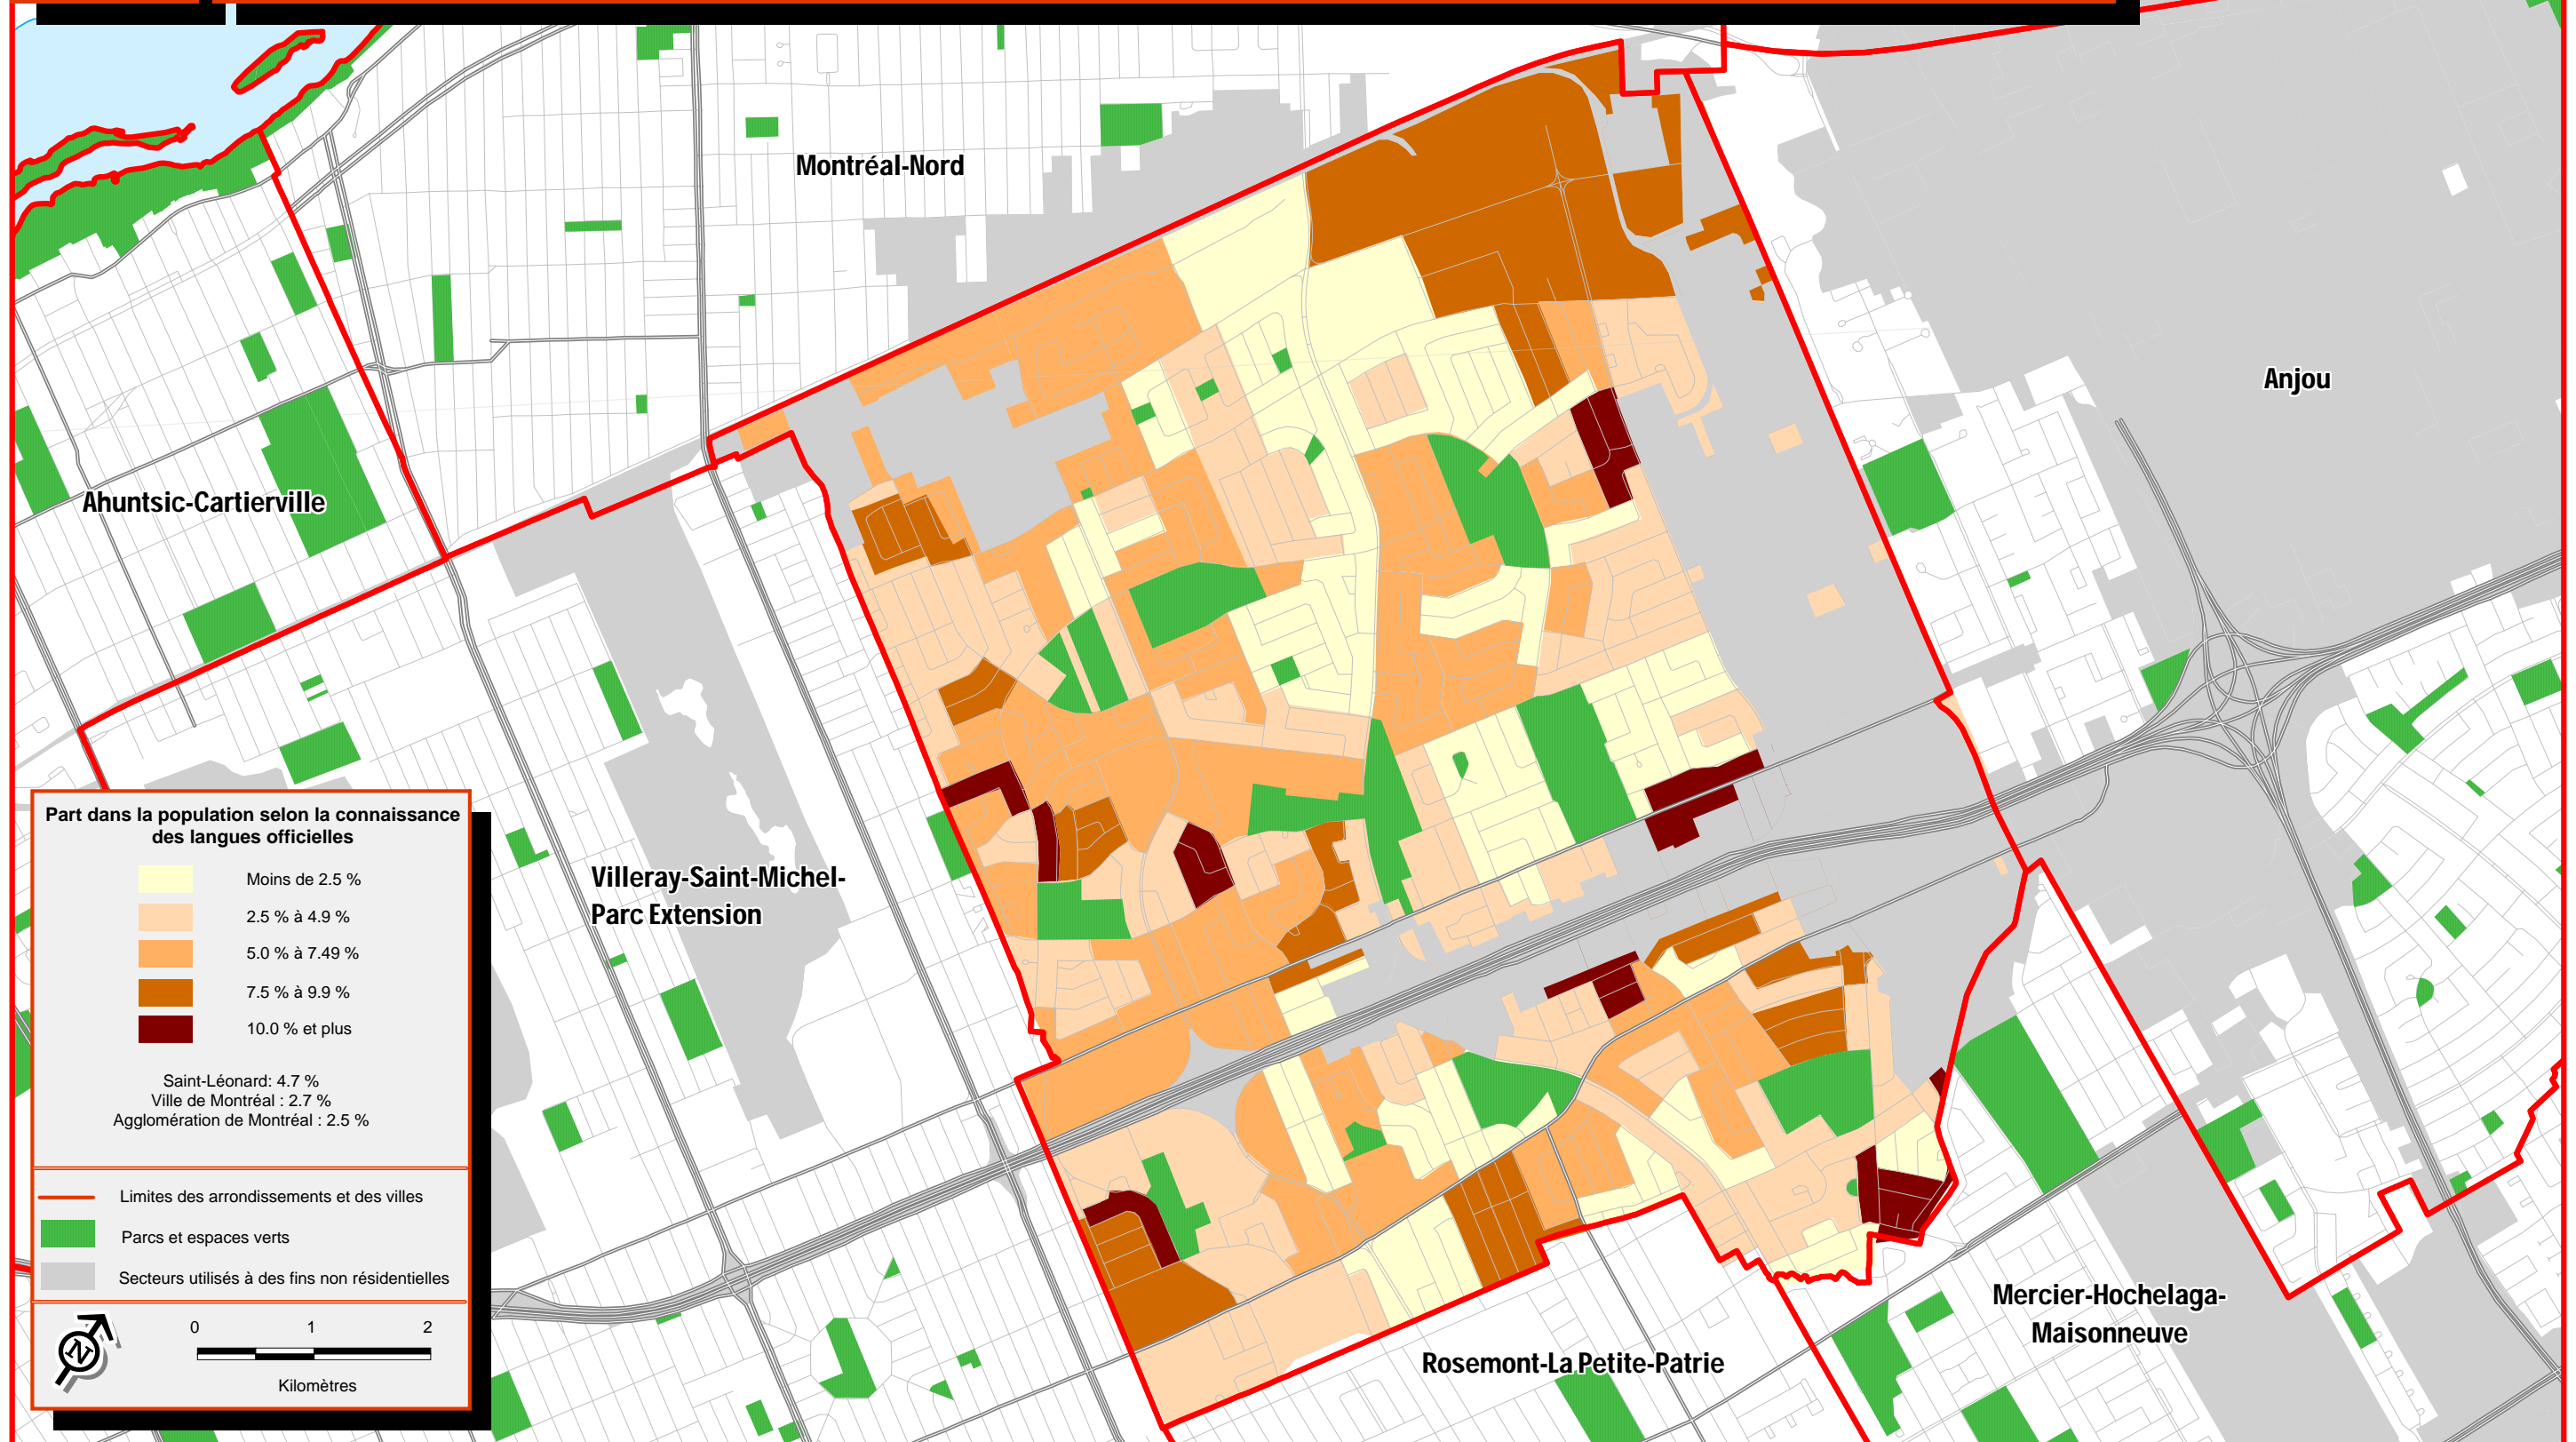 Montréal-Nord
Anjou
Ahuntsic-Cartierville
Villeray-Saint-Michel-
Parc Extension
Mercier-Hochelaga-
Maisonneuve
Rosemont-La Petite-Patrie
Part dans la population selon la connaissance
des langues officielles
Moins de 2.5 %
2.5 % à 4.9 %
5.0 % à 7.49 %
7.5 % à 9.9 %
10.0 % et plus
Saint-Léonard: 4.7 %
Ville de Montréal : 2.7 %
Agglomération de Montréal : 2.5 %
Limites des arrondissements et des villes
Parcs et espaces verts
Secteurs utilisés à des fins non résidentielles
N
0 1 2
Kilomètres